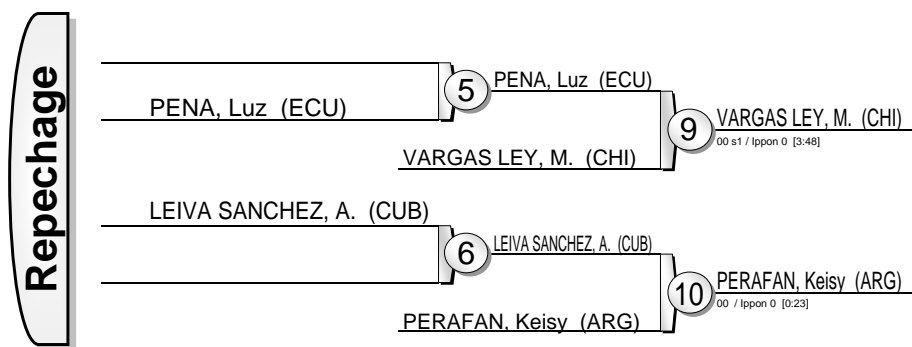 Repechage
PENA, Luz (ECU)
5
PENA, Luz (ECU)
VARGAS LEY, M. (CHI)
9
VARGAS LEY, M. (CHI)
00 s1 / Ippon 0 [3:48]
LEIVA SANCHEZ, A. (CUB)
6
LEIVA SANCHEZ, A. (CUB)
PERAFAN, Keisy (ARG)
10
PERAFAN, Keisy (ARG)
00 / Ippon 0 [0:23]